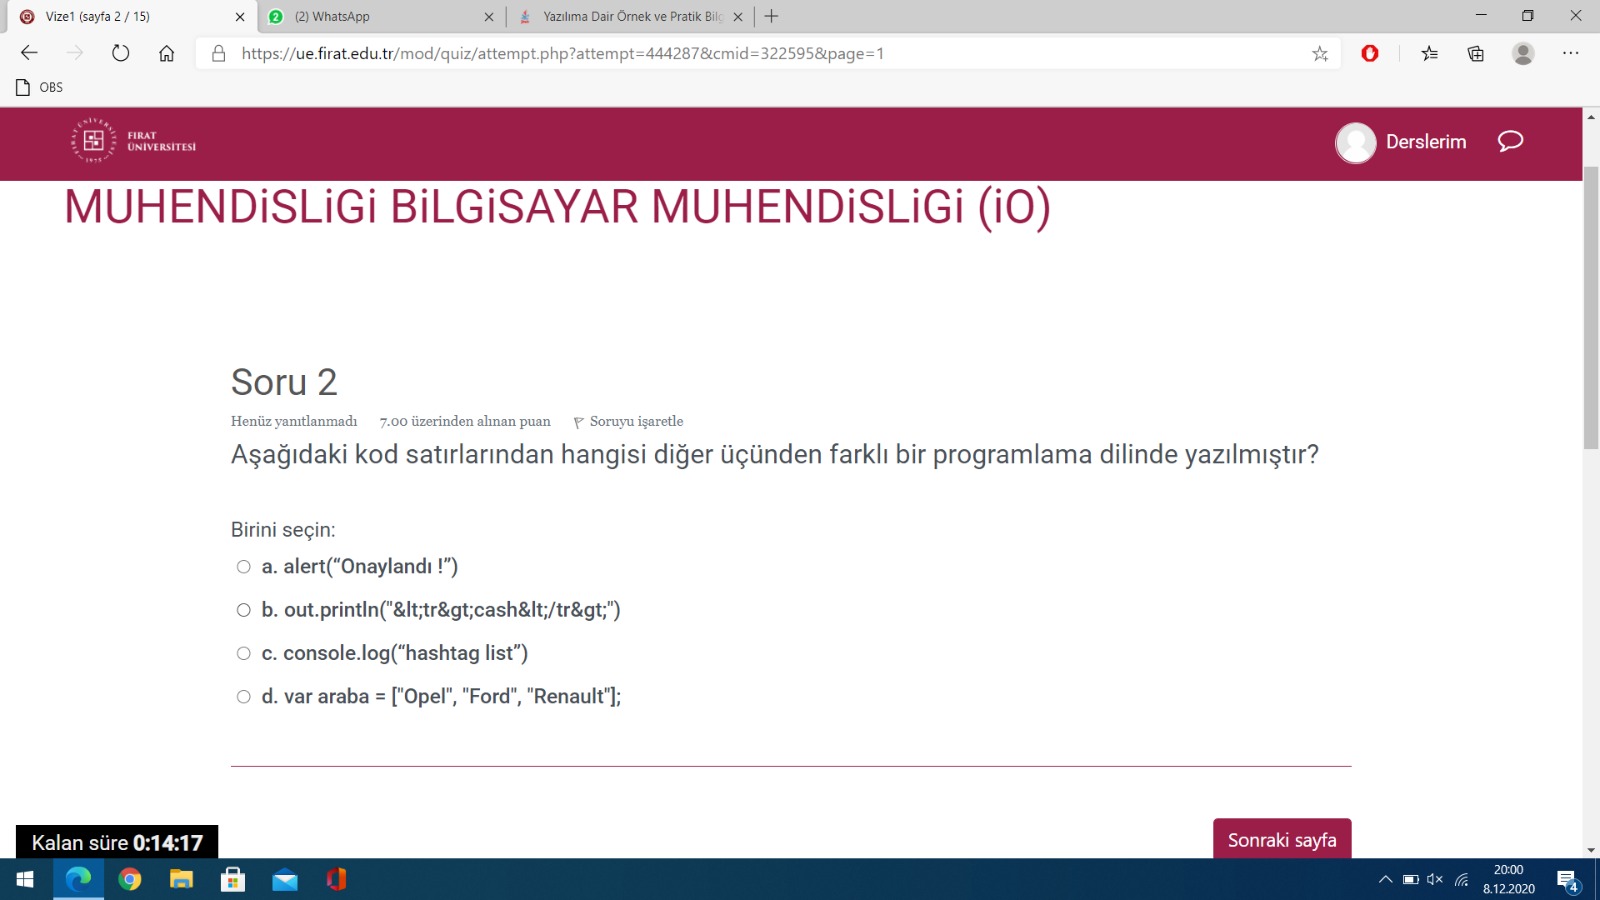 Vize1 (sayfa 2 / 15)
2
(2) WhatsApp
Yazılıma Dair Örnek ve Pratik Bilg
https://ue.firat.edu.tr/mod/quiz/attempt.php?attempt=444287&cmid=322595&page=1
OBS
FIRAT
ÜNİVERSİTESİ
Derslerim
MUHENDiSLiGi BiLGiSAYAR MUHENDiSLiGi (iO)
Soru 2
Henüz yanıtlanmadı 7.00 üzerinden alınan puan Soruyu işaretle
Aşağıdaki kod satırlarından hangisi diğer üçünden farklı bir programlama dilinde yazılmıştır?
Birini seçin:
a. alert(“Onaylandı !”)
b. out.println("&lt;tr&gt;cash&lt;/tr&gt;")
c. console.log(“hashtag list”)
d. var araba = ["Opel", "Ford", "Renault"];
Kalan süre 0:14:17
Sonraki sayfa
20:00
8.12.2020
4